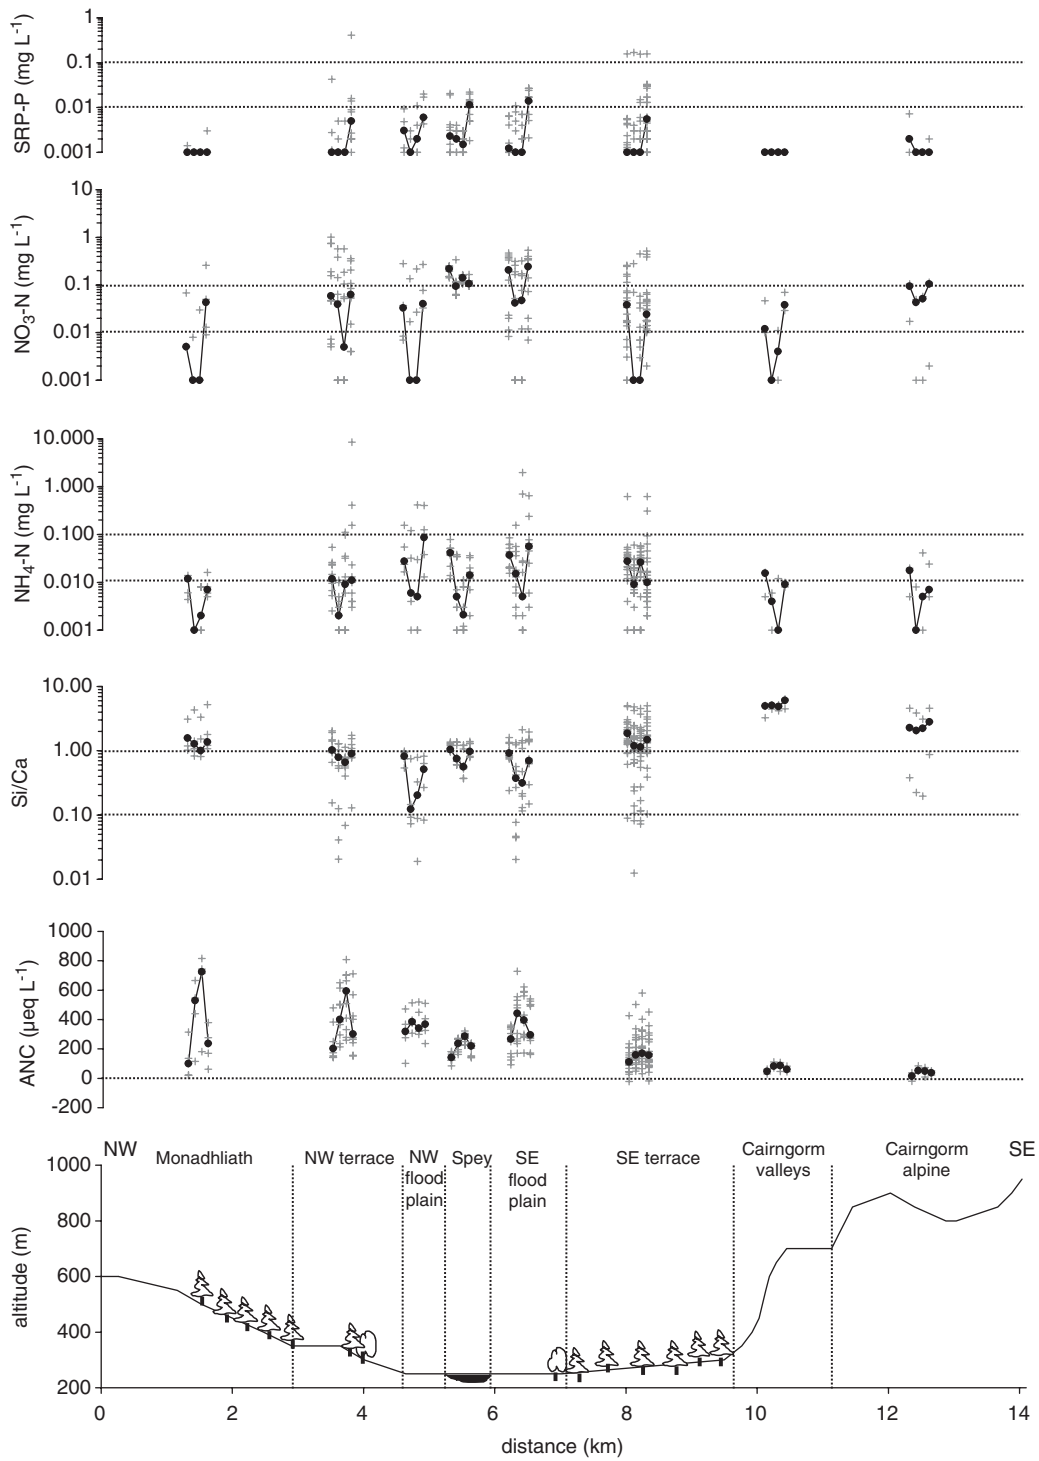 SRP-P (mg L⁻¹)
1
0.1
0.01
0.001
NO₃-N (mg L⁻¹)
10
1
0.1
0.01
0.001
NH₄-N (mg L⁻¹)
10.000
1.000
0.100
0.010
0.001
Si/Ca
10.00
1.00
0.10
0.01
ANC (µeq L⁻¹)
1000
800
600
400
200
0
-200
NW
Monadhliath
NW terrace
NW
flood
plain
Spey
SE
flood
plain
SE terrace
Cairngorm
valleys
Cairngorm
alpine
SE
altitude (m)
1000
800
600
400
200
0 2 4 6 8 10 12 14
distance (km)